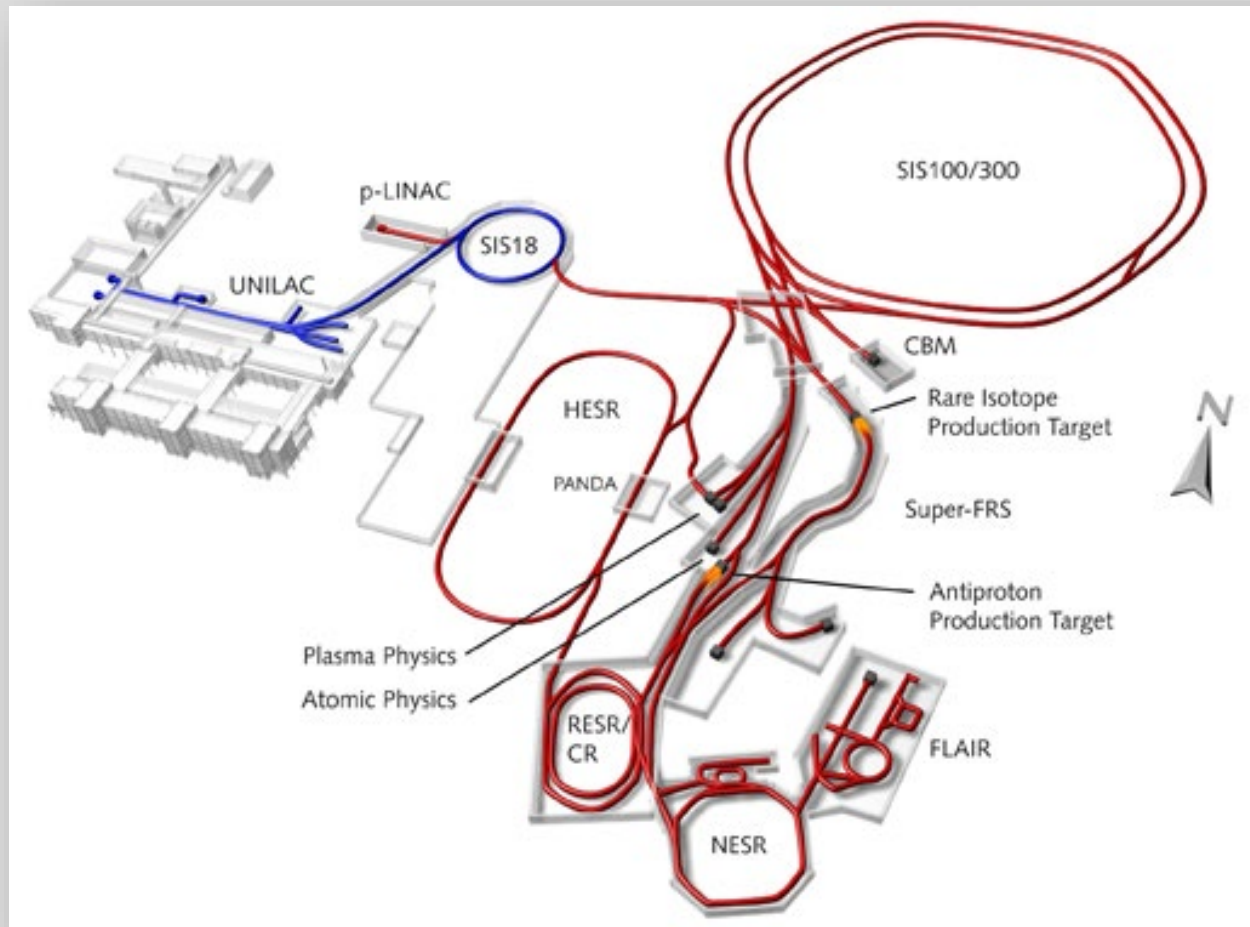 SIS100/300
p-LINAC
SIS18
UNILAC
CBM
HESR
Rare Isotope
Production Target
N
PANDA
Super-FRS
Antiproton
Production Target
Plasma Physics
Atomic Physics
RESR/
CR
FLAIR
NESR